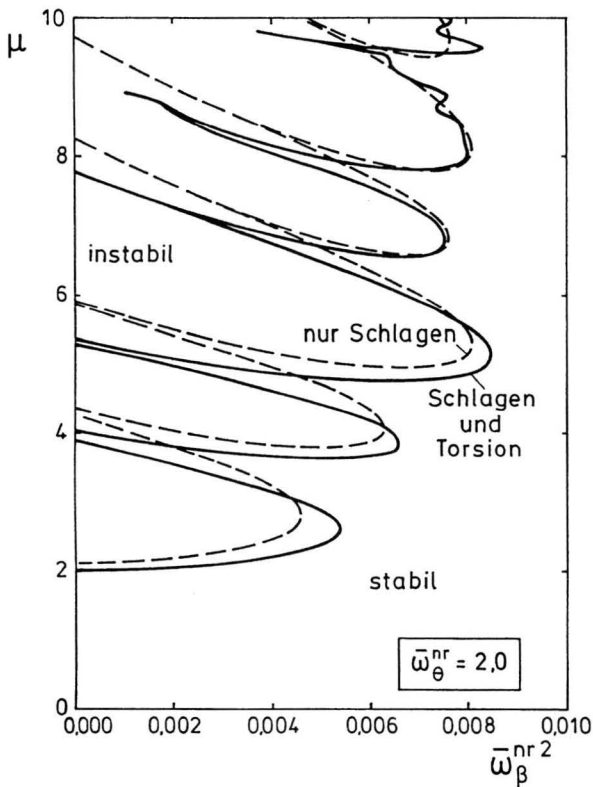 μ
10
8
6
4
2
0
instabil
nur Schlagen
Schlagen
und
Torsion
stabil
ω̄θⁿʳ = 2,0
0,000 0,002 0,004 0,006 0,008 0,010
ω̄βⁿʳ ²